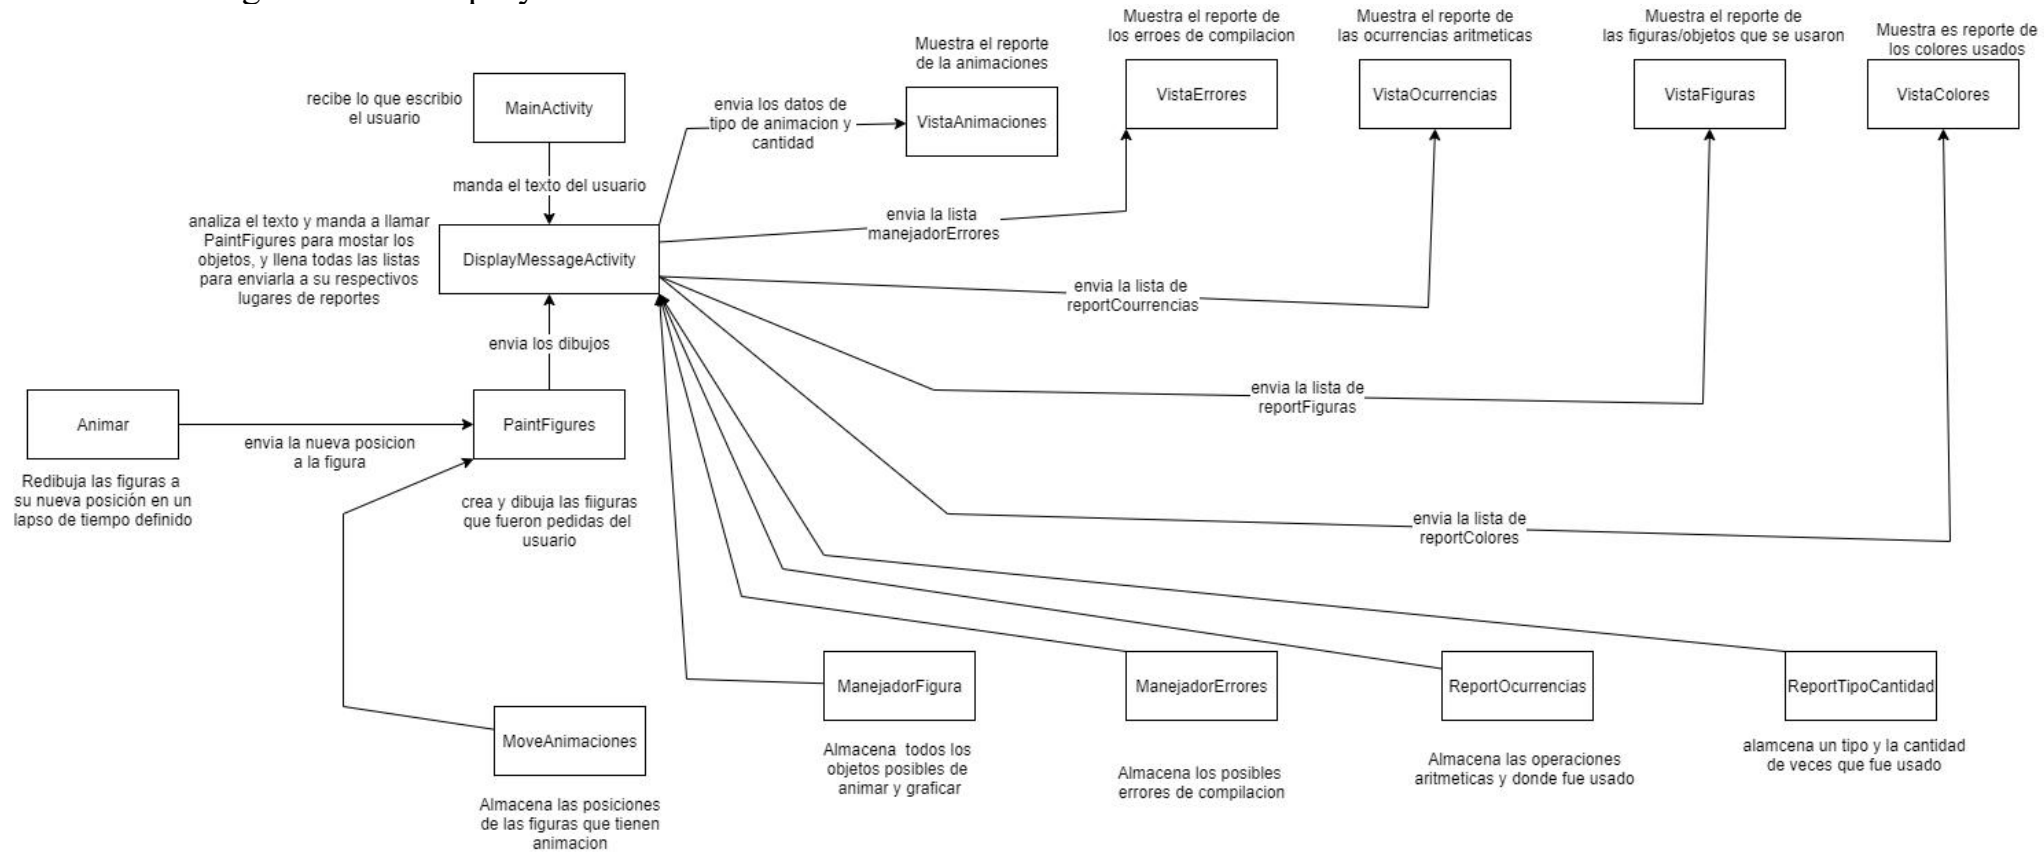 Muestra el reporte de
los erroes de compilacion
Muestra el reporte de
las ocurrencias aritmeticas
Muestra el reporte de
las figuras/objetos que se usaron
Muestra es reporte de
los colores usados
Muestra el reporte
de la animaciones
recibe lo que escribio
el usuario
MainActivity
envia los datos de
tipo de animacion y
cantidad
VistaAnimaciones
VistaErrores
VistaOcurrencias
VistaFiguras
VistaColores
manda el texto del usuario
analiza el texto y manda a llamar
PaintFigures para mostar los
objetos, y llena todas las listas
para enviarla a su respectivos
lugares de reportes
DisplayMessageActivity
envia la lista
manejadorErrores
envia la lista de
reportCourrencias
envia los dibujos
envia la lista de
reportFiguras
Animar
envia la nueva posicion
a la figura
PaintFigures
Redibuja las figuras a
su nueva posición en un
lapso de tiempo definido
crea y dibuja las fiiguras
que fueron pedidas del
usuario
envia la lista de
reportColores
MoveAnimaciones
Almacena las posiciones
de las figuras que tienen
animacion
ManejadorFigura
Almacena todos los
objetos posibles de
animar y graficar
ManejadorErrores
Almacena los posibles
errores de compilacion
ReportOcurrencias
Almacena las operaciones
aritmeticas y donde fue usado
ReportTipoCantidad
alamcena un tipo y la cantidad
de veces que fue usado